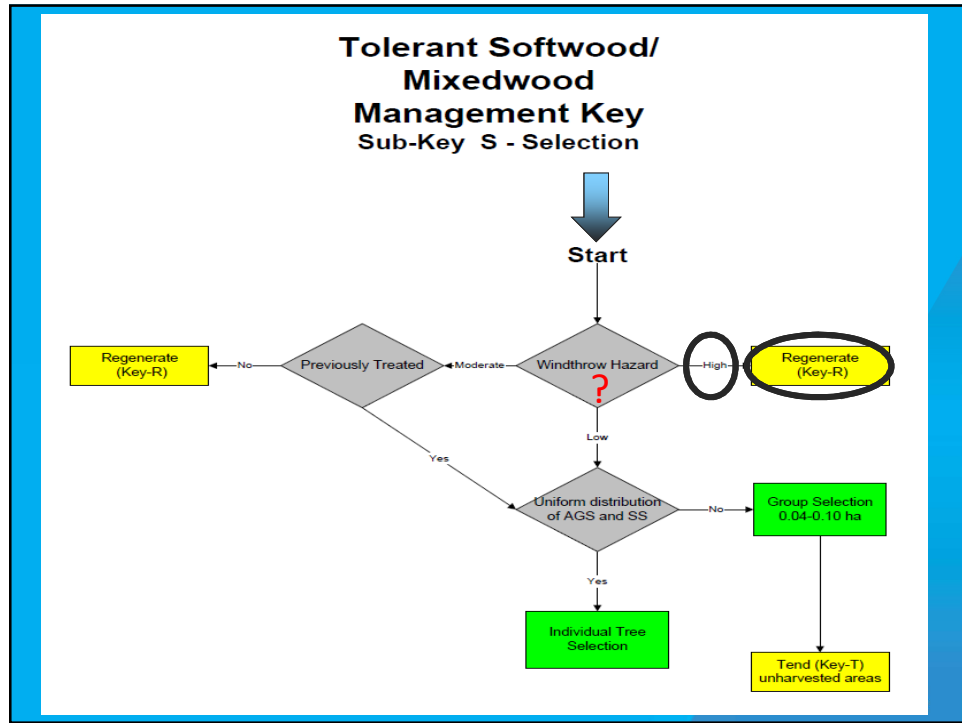 Tolerant Softwood/
Mixedwood
Management Key
Sub-Key S - Selection
Start
Regenerate
(Key-R)
No
Previously Treated
Moderate
Windthrow Hazard
?
High
Regenerate
(Key-R)
Low
Yes
Uniform distribution
of AGS and SS
No
Group Selection
0.04-0.10 ha
Yes
Individual Tree
Selection
Tend (Key-T)
unharvested areas